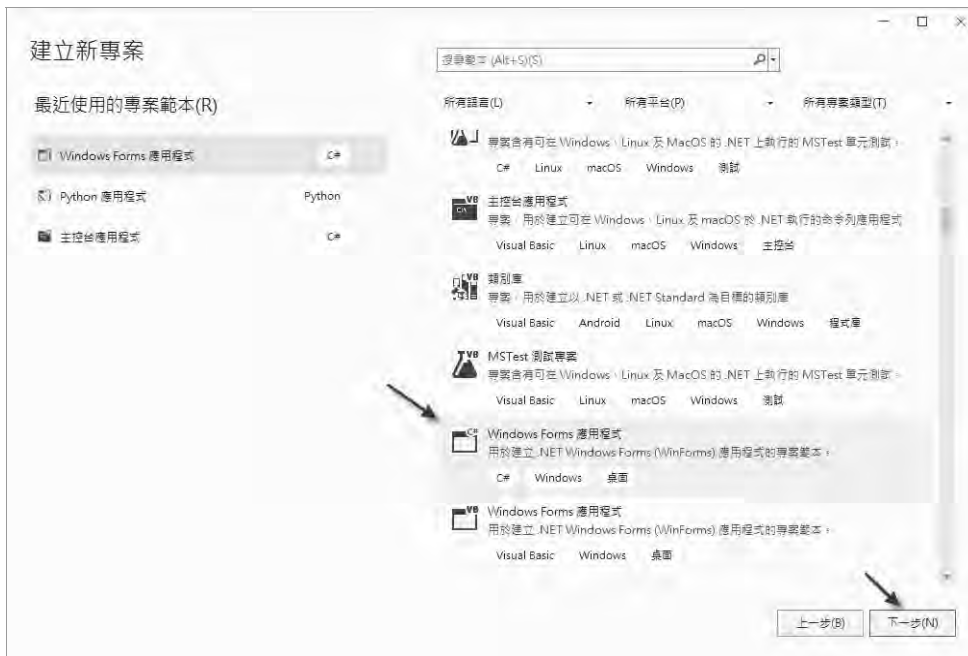 建立新專案
搜尋範本 (Alt+S)(S)
最近使用的專案範本(R)
Windows Forms 應用程式 C#
Python 應用程式 Python
主控台應用程式 C#
所有語言(L) 所有平台(P) 所有專案類型(T)
專案含有可在 Windows、Linux 及 MacOS 的 .NET 上執行的 MSTest 單元測試。
C# Linux macOS Windows 測試
主控台應用程式
專案，用於建立可在 Windows、Linux 及 macOS 於 .NET 執行的命令列應用程式
Visual Basic Linux macOS Windows 主控台
類別庫
專案，用於建立以 .NET 或 .NET Standard 為目標的類別庫
Visual Basic Android Linux macOS Windows 程式庫
MSTest 測試專案
專案含有可在 Windows、Linux 及 MacOS 的 .NET 上執行的 MSTest 單元測試。
Visual Basic Linux macOS Windows 測試
C# Windows Forms 應用程式
用於建立 .NET Windows Forms (WinForms) 應用程式的專案範本。
C# Windows 桌面
VB Windows Forms 應用程式
用於建立 .NET Windows Forms (WinForms) 應用程式的專案範本。
Visual Basic Windows 桌面
上一步(B) 下一步(N)